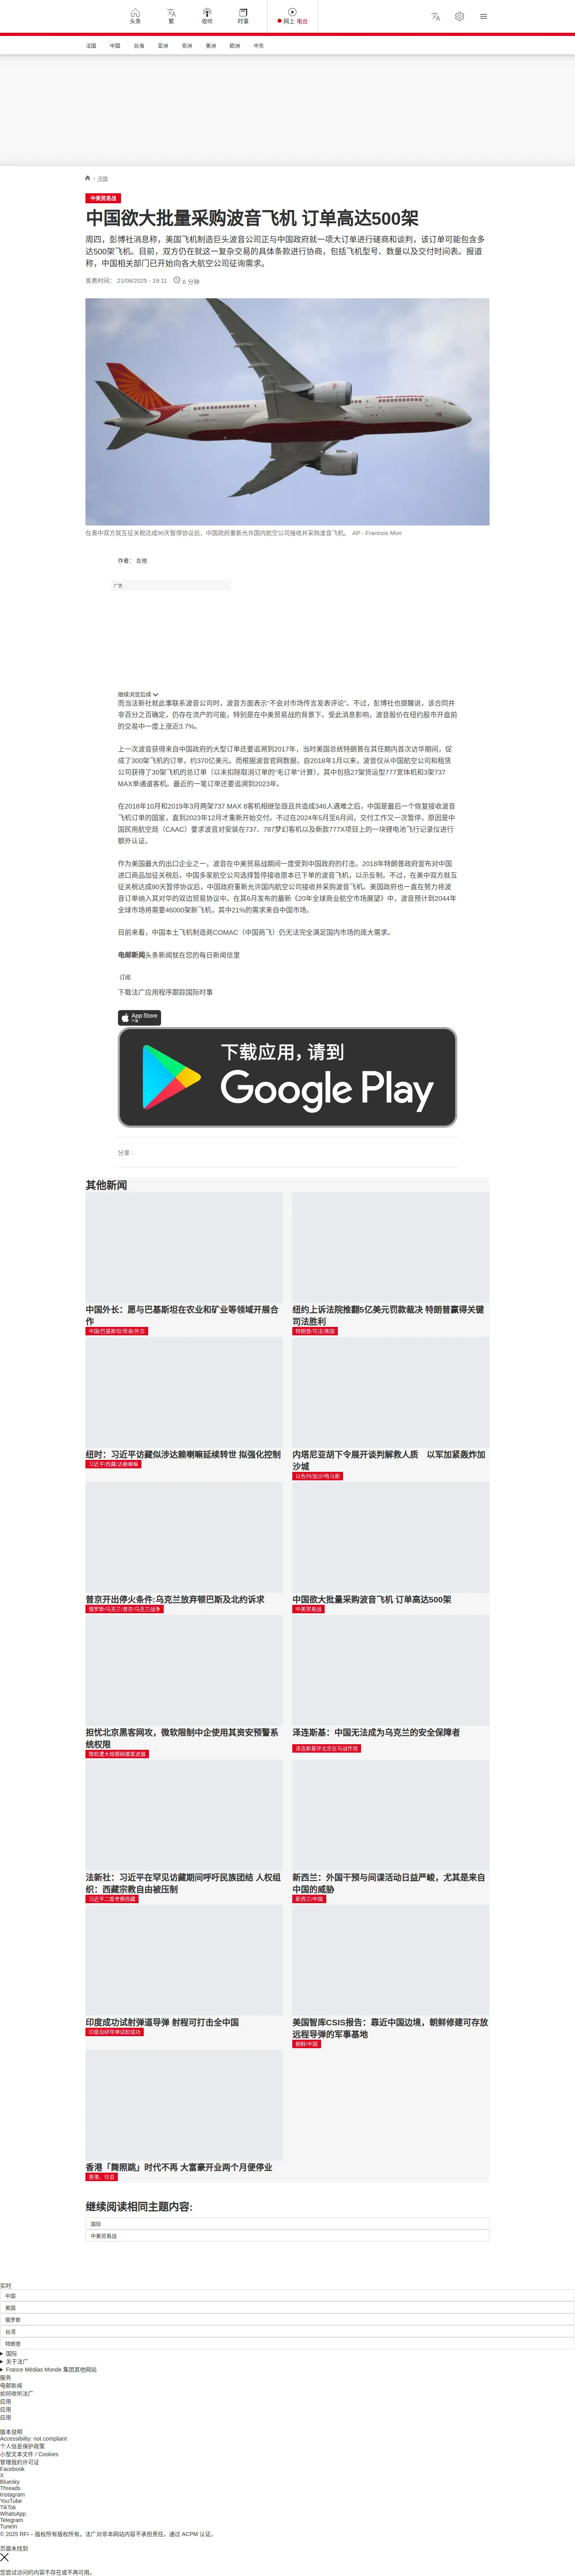 头条
繁
收听
时事
网上 电台
法国
中国
台海
亚洲
非洲
美洲
欧洲
中东
/ 中国
中美贸易战
中国欲大批量采购波音飞机 订单高达500架
周四，彭博社消息称，美国飞机制造巨头波音公司正与中国政府就一项大订单进行磋商和谈判，该订单可能包含多
达500架飞机。目前，双方仍在就这一复杂交易的具体条款进行协商，包括飞机型号、数量以及交付时间表。报道
称，中国相关部门已开始向各大航空公司征询需求。
发表时间： 21/08/2025 - 19:11 6 分钟
AIR INDIA
在美中双方就互征关税达成90天暂停协议后，中国政府重新允许国内航空公司接收并采购波音飞机。 AP - Francois Mori
作者： 左他
广告
继续浏览后续
而当法新社就此事联系波音公司时，波音方面表示“不会对市场传言发表评论”。不过，彭博社也提醒说，该合同并
非百分之百确定，仍存在流产的可能，特别是在中美贸易战的背景下。受此消息影响，波音股价在纽约股市开盘前
的交易中一度上涨近3.7%。
上一次波音获得来自中国政府的大型订单还要追溯到2017年，当时美国总统特朗普在其任期内首次访华期间，促
成了300架飞机的订单，约370亿美元。而根据波音官网数据，自2018年1月以来，波音仅从中国航空公司和租赁
公司获得了30架飞机的总订单（以未扣除取消订单的“毛订单”计算），其中包括27架货运型777宽体机和3架737
MAX单通道客机。最近的一笔订单还要追溯到2023年。
在2018年10月和2019年3月两架737 MAX 8客机相继坠毁且共造成346人遇难之后，中国是最后一个恢复接收波音
飞机订单的国家，直到2023年12月才重新开始交付。不过在2024年5月至6月间，交付工作又一次暂停，原因是中
国民用航空局（CAAC）要求波音对安装在737、787梦幻客机以及新款777X项目上的一块锂电池飞行记录仪进行
额外认证。
作为美国最大的出口企业之一，波音在中美贸易战期间一度受到中国政府的打击。2018年特朗普政府宣布对中国
进口商品加征关税后，中国多家航空公司选择暂停接收原本已下单的波音飞机，以示反制。不过，在美中双方就互
征关税达成90天暂停协议后，中国政府重新允许国内航空公司接收并采购波音飞机。美国政府也一直在努力将波
音订单纳入其对华的双边贸易协议中。在其6月发布的最新《20年全球商业航空市场展望》中，波音预计到2044年
全球市场将需要46000架新飞机，其中21%的需求来自中国市场。
目前来看，中国本土飞机制造商COMAC（中国商飞）仍无法完全满足国内市场的庞大需求。
电邮新闻头条新闻就在您的每日新闻信里
订阅
下载法广应用程序跟踪国际时事
App Store
下载
下载应用，请到
Google Play
分享 :
其他新闻
中国外长：愿与巴基斯坦在农业和矿业等领域开展合
作
中国/巴基斯坦/贸易/外交
纽约上诉法院推翻5亿美元罚款裁决 特朗普赢得关键
司法胜利
特朗普/司法/美国
纽时：习近平访藏似涉达赖喇嘛延续转世 拟强化控制
习近平/西藏/达赖喇嘛
内塔尼亚胡下令展开谈判解救人质 以军加紧轰炸加
沙城
以色列/加沙/哈马斯
普京开出停火条件:乌克兰放弃顿巴斯及北约诉求
俄罗斯/乌克兰/普京/乌克兰战争
中国欲大批量采购波音飞机 订单高达500架
中美贸易战
担忧北京黑客网攻，微软限制中企使用其资安预警系
统权限
微软遭大规模网袭案进展
泽连斯基：中国无法成为乌克兰的安全保障者
泽连斯基评北京在乌战作用
法新社：习近平在罕见访藏期间呼吁民族团结 人权组
织：西藏宗教自由被压制
习近平二度考察西藏
新西兰：外国干预与间谍活动日益严峻，尤其是来自
中国的威胁
新西兰/中国
印度成功试射弹道导弹 射程可打击全中国
印度自研导弹试射成功
美国智库CSIS报告：靠近中国边境，朝鲜修建可存放
远程导弹的军事基地
朝鲜/中国
香港「舞照跳」时代不再 大富豪开业两个月便停业
香港，社会
继续阅读相同主题内容:
国际
中美贸易战
实时
中国
美国
俄罗斯
台湾
特朗普
国际
关于法广
France Médias Monde 集团其他网站
服务
电邮新闻
如何收听法广
应用
应用
应用
版本说明
Accessibility: not compliant
个人信息保护政策
小型文本文件 / Cookies
管理我的许可证
Facebook
X
Bluesky
Threads
Instagram
YouTube
TikTok
WhatsApp
Telegram
TuneIn
© 2025 RFI – 版权所有版权所有。法广对非本网站内容不承担责任。通过 ACPM 认证。
页面未找到
您尝试访问的内容不存在或不再可用。